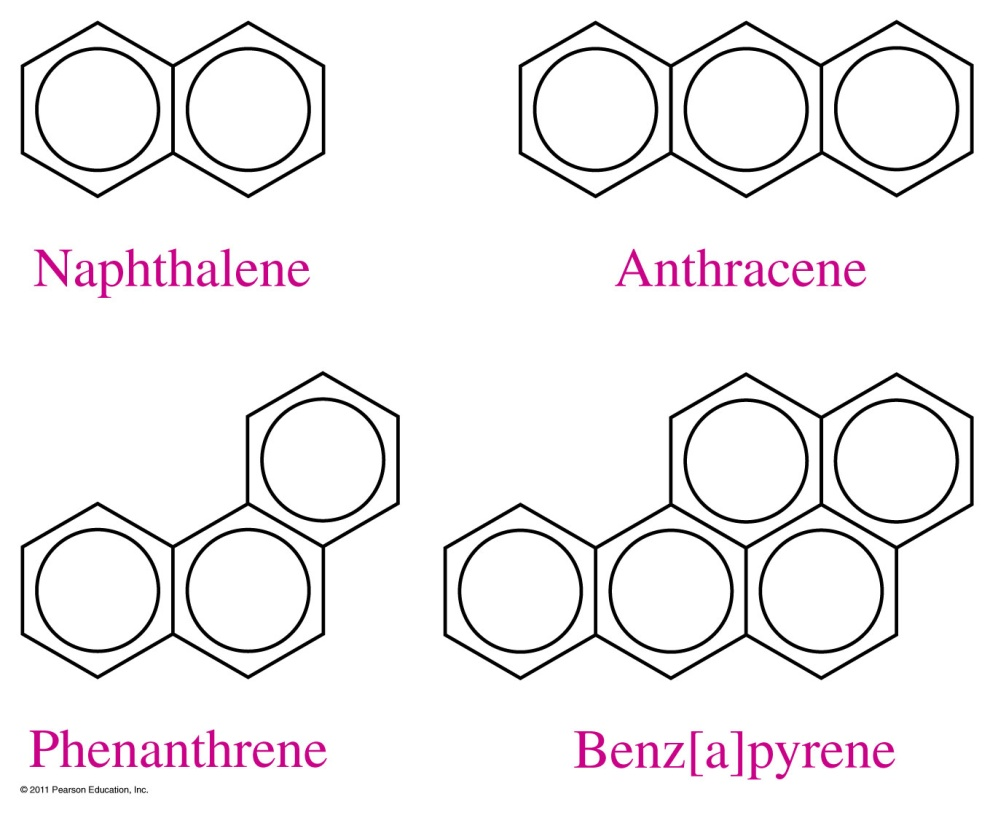 Naphthalene
Anthracene
Phenanthrene
Benz[a]pyrene
© 2011 Pearson Education, Inc.